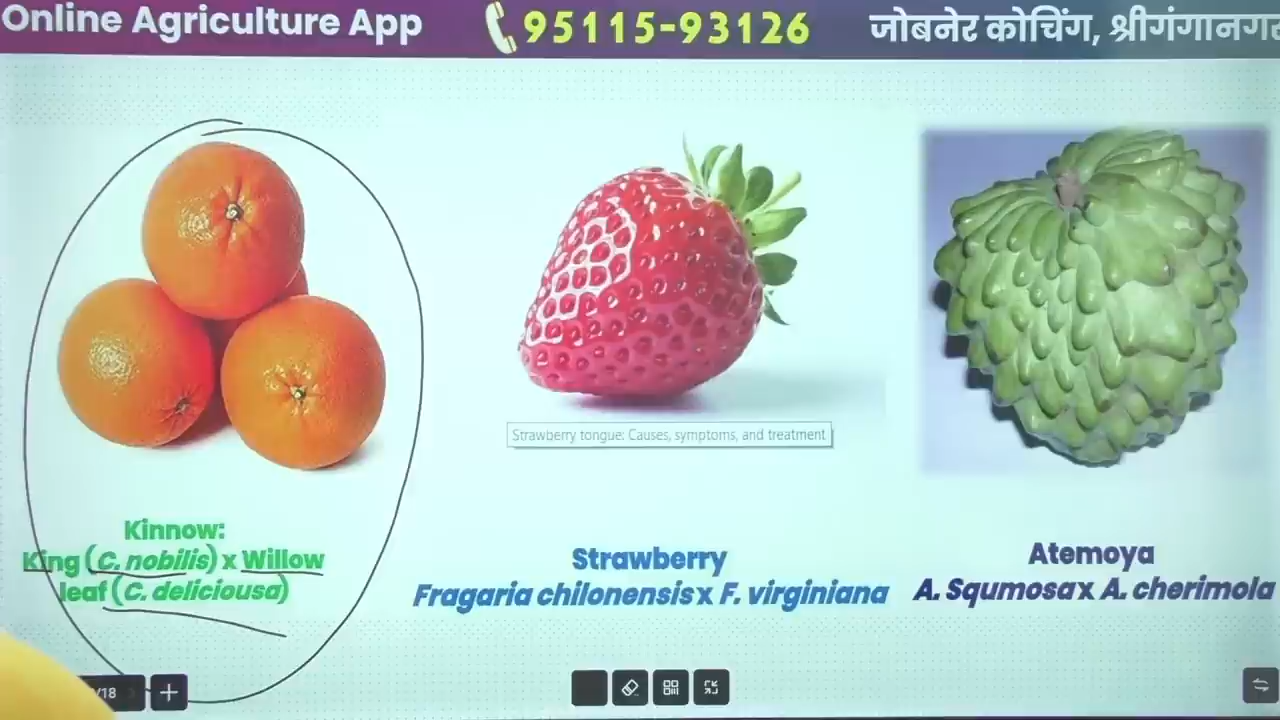 Online Agriculture App
95115-93126
जोबनेर कोचिंग, श्रीगंगानगर
Strawberry tongue: Causes, symptoms, and treatment
Kinnow:
King (C. nobilis) x Willow
leaf (C. deliciousa)
Strawberry
Fragaria chilonensis x F. virginiana
Atemoya
A. Squmosa x A. cherimola
/18